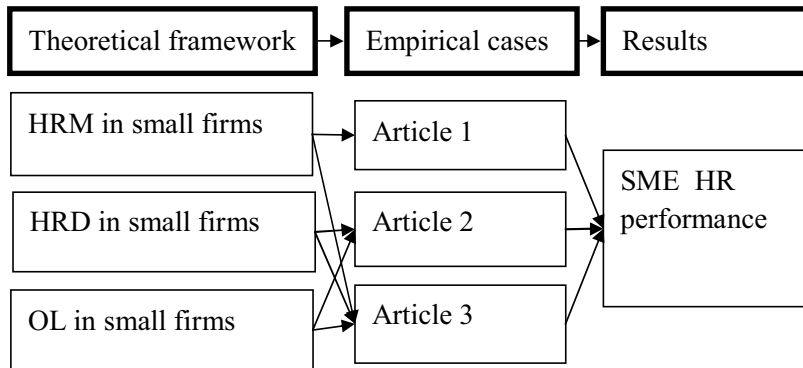 Theoretical framework
Empirical cases
Results
HRM in small firms
Article 1
HRD in small firms
Article 2
OL in small firms
Article 3
SME HR
performance